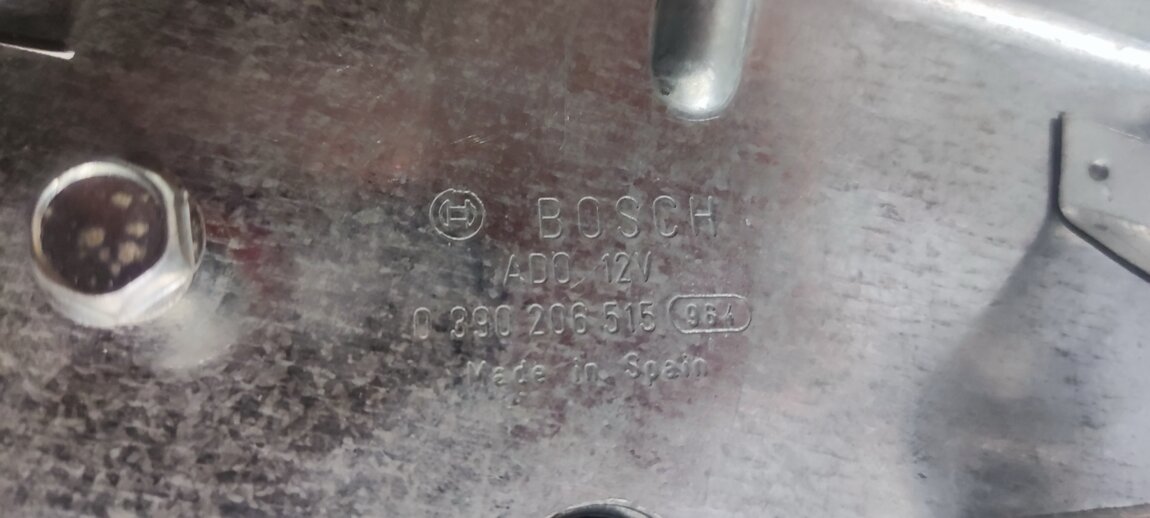 BOSCH
ADO 12V
0 390 206 515 964
Made in Spain